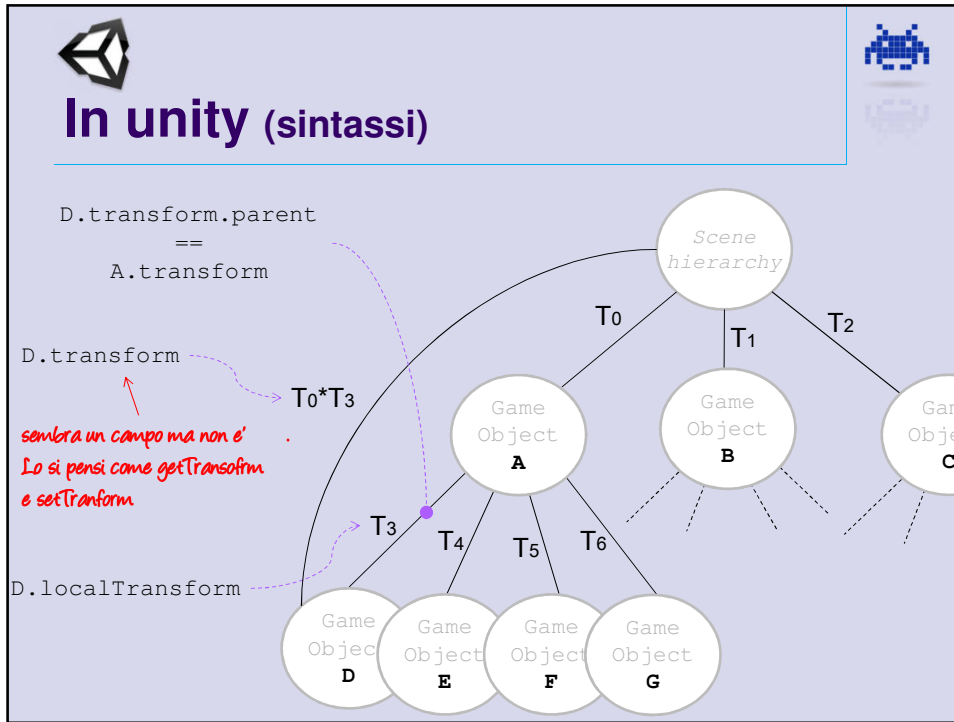 In unity (sintassi)
D.transform.parent
==
A.transform
Scene
hierarchy
T0
T1
T2
D.transform
T0*T3
sembra un campo ma non e' .
Lo si pensi come getTransofrm
e setTranform
Game
Object
A
Game
Object
B
Gam
Obje
C
T3
T4
T5
T6
D.localTransform
Game
Object
D
Game
Object
E
Game
Object
F
Game
Object
G